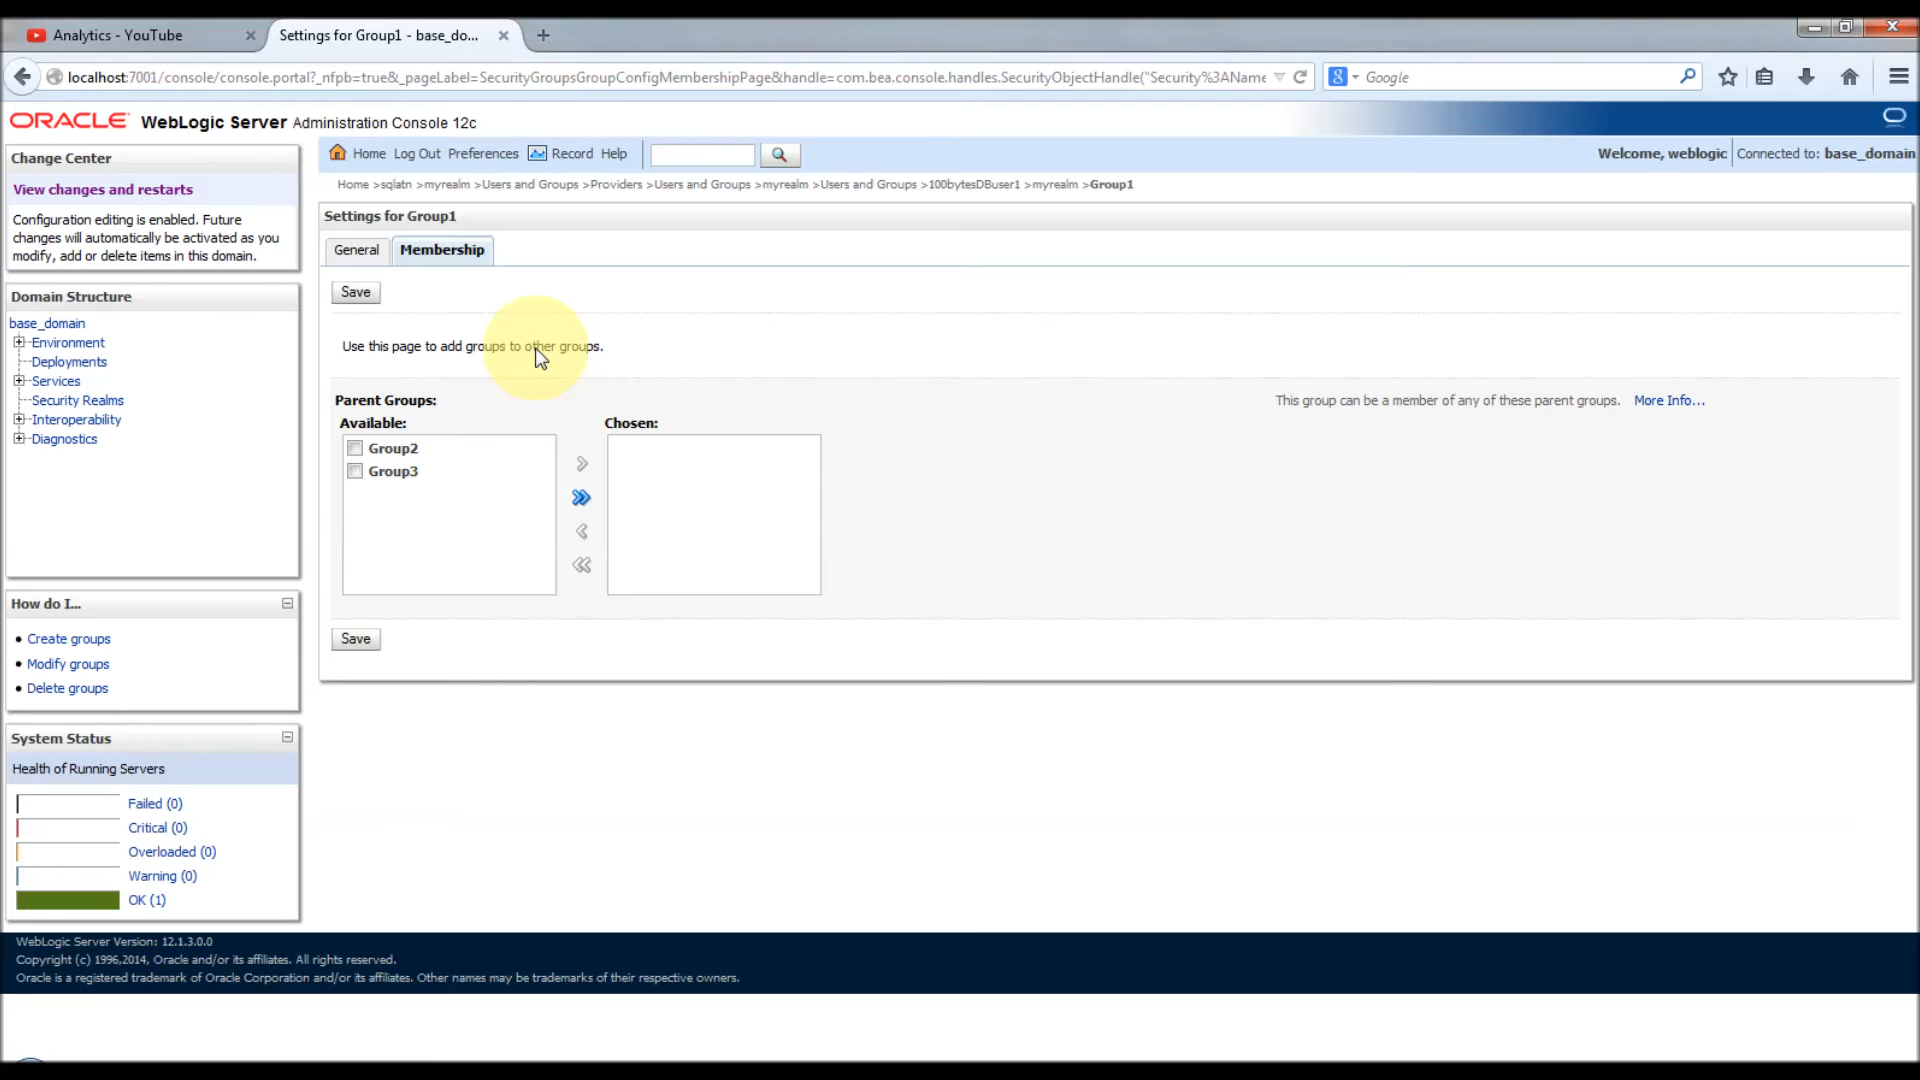 Analytics - YouTube
Settings for Group1 - base_do...
localhost:7001/console/console.portal?_nfpb=true&_pageLabel=SecurityGroupsGroupConfigMembershipPage&handle=com.bea.console.handles.SecurityObjectHandle("Security%3AName
Google
ORACLE WebLogic Server Administration Console 12c
Change Center
View changes and restarts
Configuration editing is enabled. Future
changes will automatically be activated as you
modify, add or delete items in this domain.
Domain Structure
base_domain
Environment
Deployments
Services
Security Realms
Interoperability
Diagnostics
How do I...
Create groups
Modify groups
Delete groups
System Status
Health of Running Servers
Failed (0)
Critical (0)
Overloaded (0)
Warning (0)
OK (1)
Home Log Out Preferences Record Help
Welcome, weblogic Connected to: base_domain
Home >sqlatn >myrealm >Users and Groups >Providers >Users and Groups >myrealm >Users and Groups >100bytesDBuser1 >myrealm >Group1
Settings for Group1
General Membership
Save
Use this page to add groups to other groups.
Parent Groups:
This group can be a member of any of these parent groups. More Info...
Available: Chosen:
Group2
Group3
Save
WebLogic Server Version: 12.1.3.0.0
Copyright (c) 1996,2014, Oracle and/or its affiliates. All rights reserved.
Oracle is a registered trademark of Oracle Corporation and/or its affiliates. Other names may be trademarks of their respective owners.